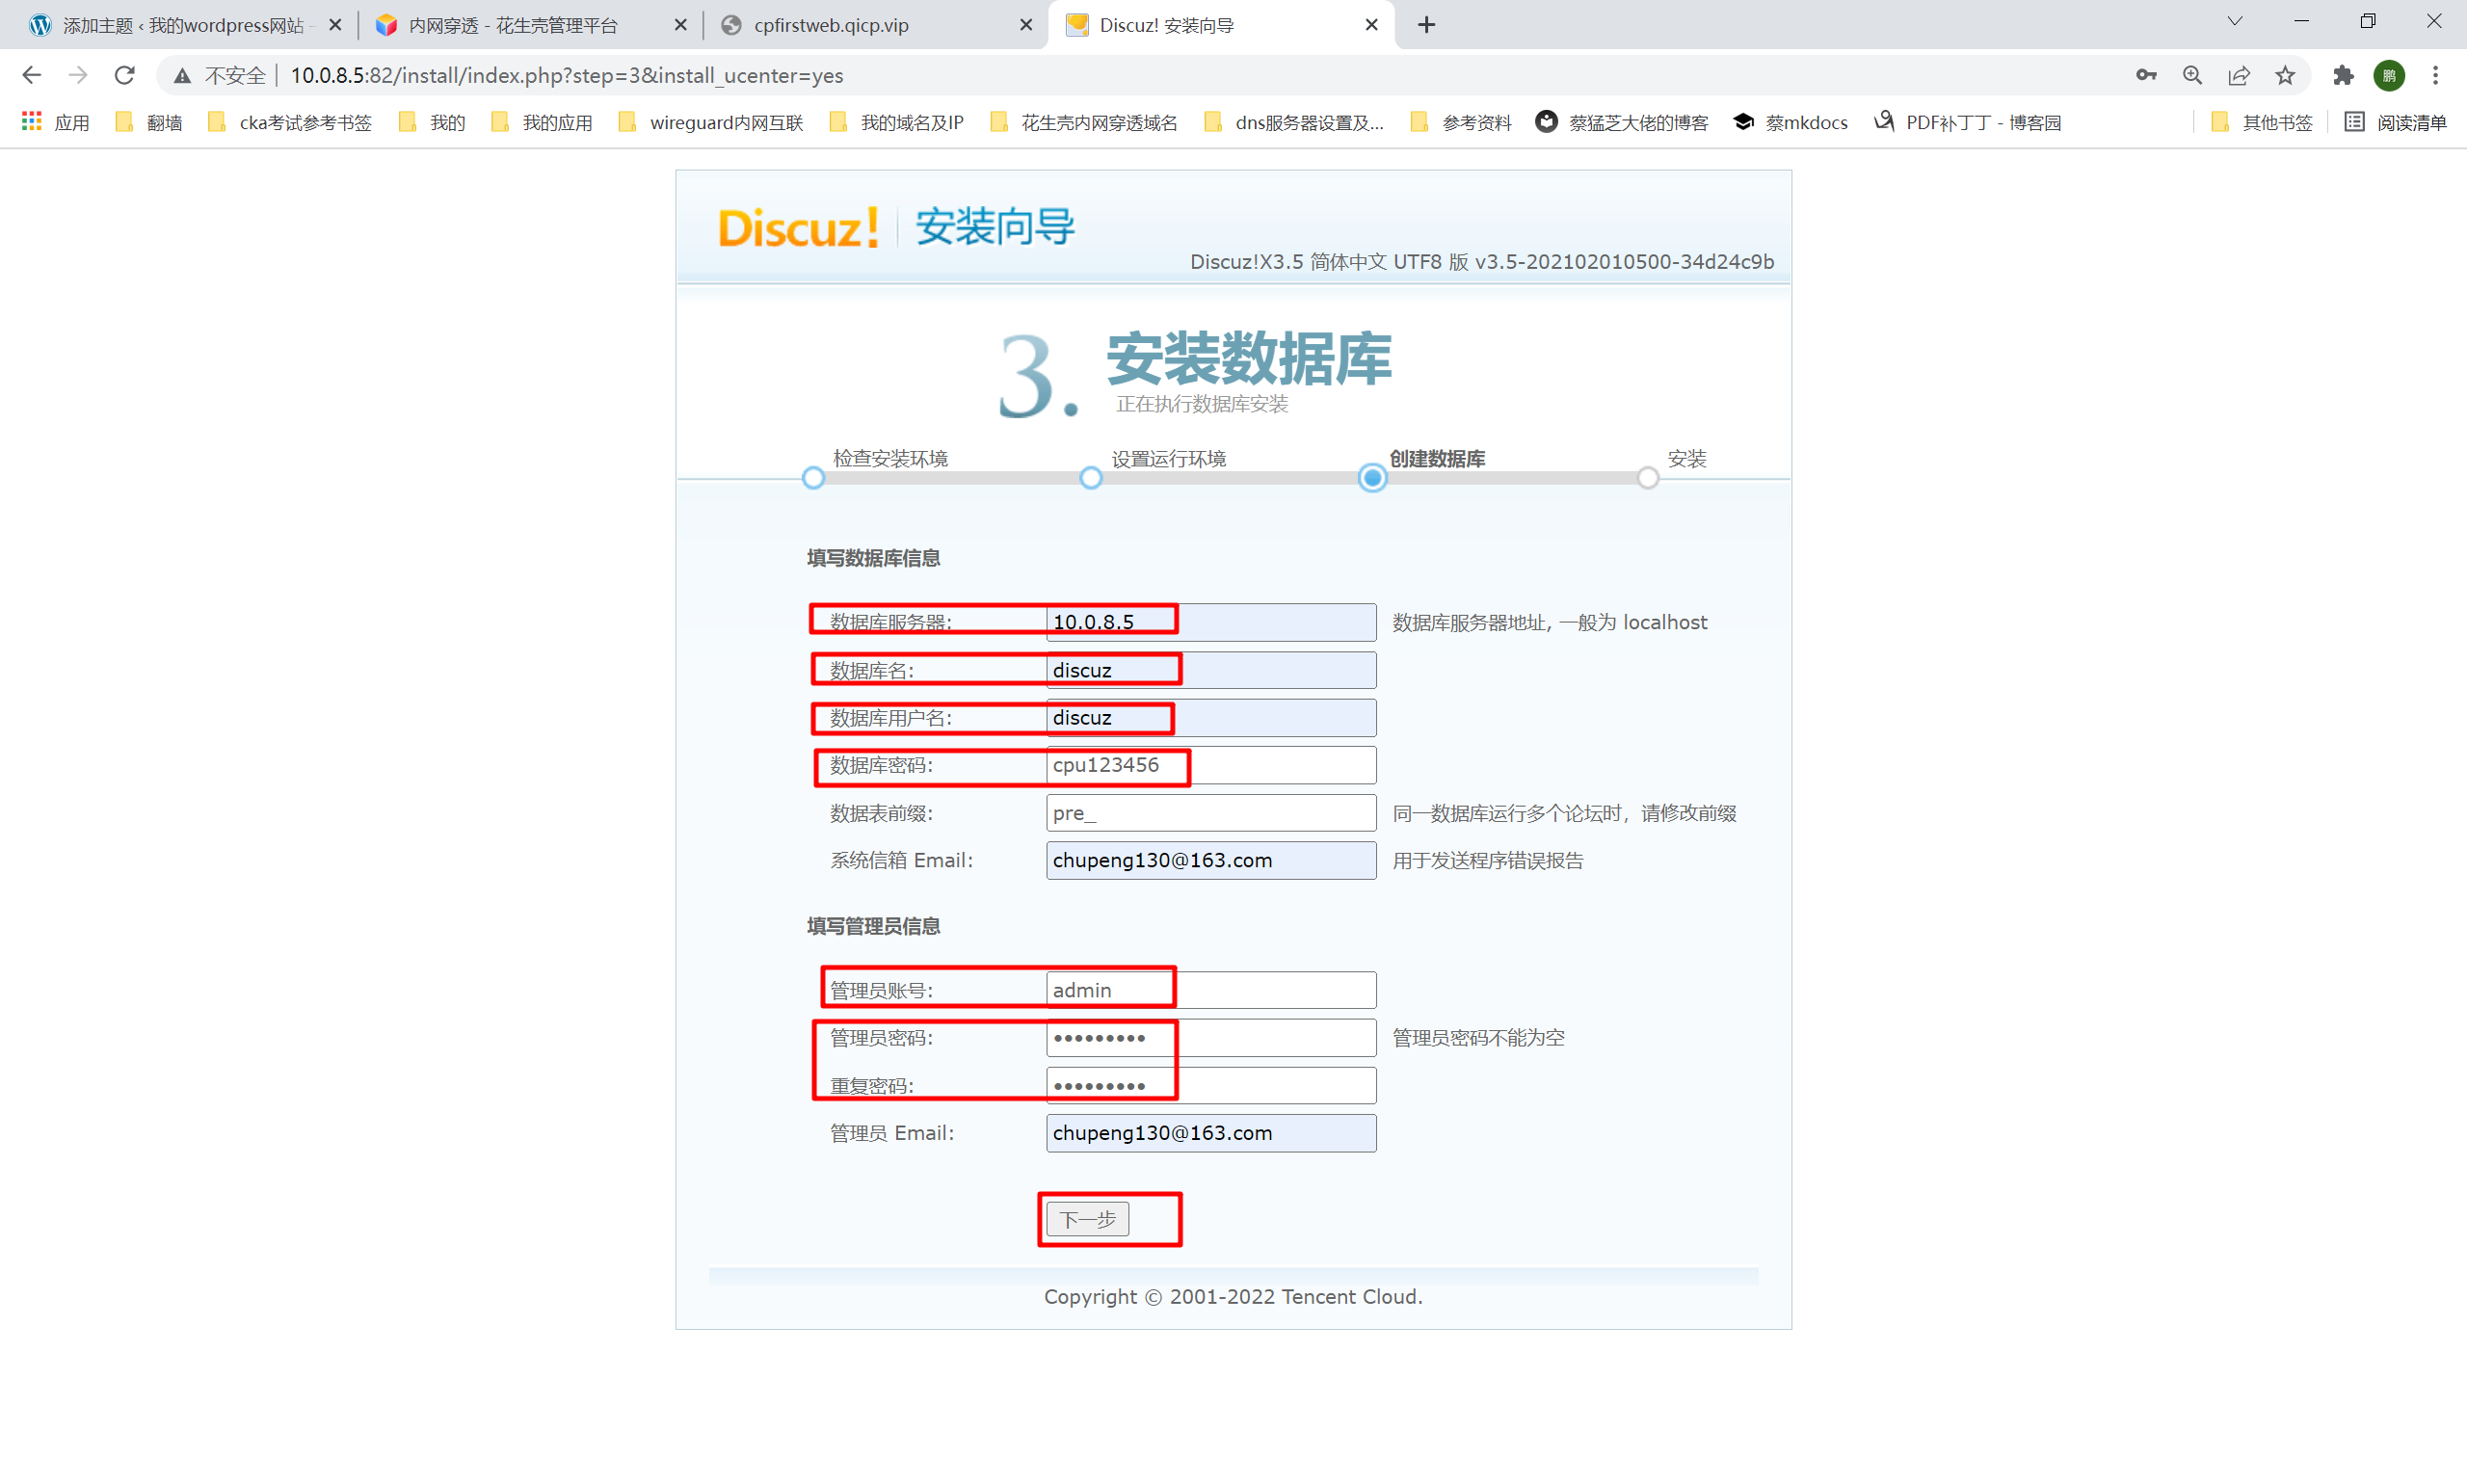 添加主题 ‹ 我的wordpress网站 –
内网穿透 - 花生壳管理平台
cpfirstweb.qicp.vip
Discuz! 安装向导
不安全 10.0.8.5:82/install/index.php?step=3&install_ucenter=yes
鹏
应用 翻墙 cka考试参考书签 我的 我的应用 wireguard内网互联 我的域名及IP 花生壳内网穿透域名 dns服务器设置及... 参考资料 蔡猛芝大佬的博客 蔡mkdocs PDF补丁丁 - 博客园 其他书签 阅读清单
Discuz! 安装向导
Discuz!X3.5 简体中文 UTF8 版 v3.5-202102010500-34d24c9b
3. 安装数据库
正在执行数据库安装
检查安装环境 设置运行环境 创建数据库 安装
填写数据库信息
数据库服务器: 10.0.8.5 数据库服务器地址, 一般为 localhost
数据库名: discuz
数据库用户名: discuz
数据库密码: cpu123456
数据表前缀: pre_ 同一数据库运行多个论坛时，请修改前缀
系统信箱 Email: chupeng130@163.com 用于发送程序错误报告
填写管理员信息
管理员账号: admin
管理员密码: ••••••••• 管理员密码不能为空
重复密码: •••••••••
管理员 Email: chupeng130@163.com
下一步
Copyright © 2001-2022 Tencent Cloud.